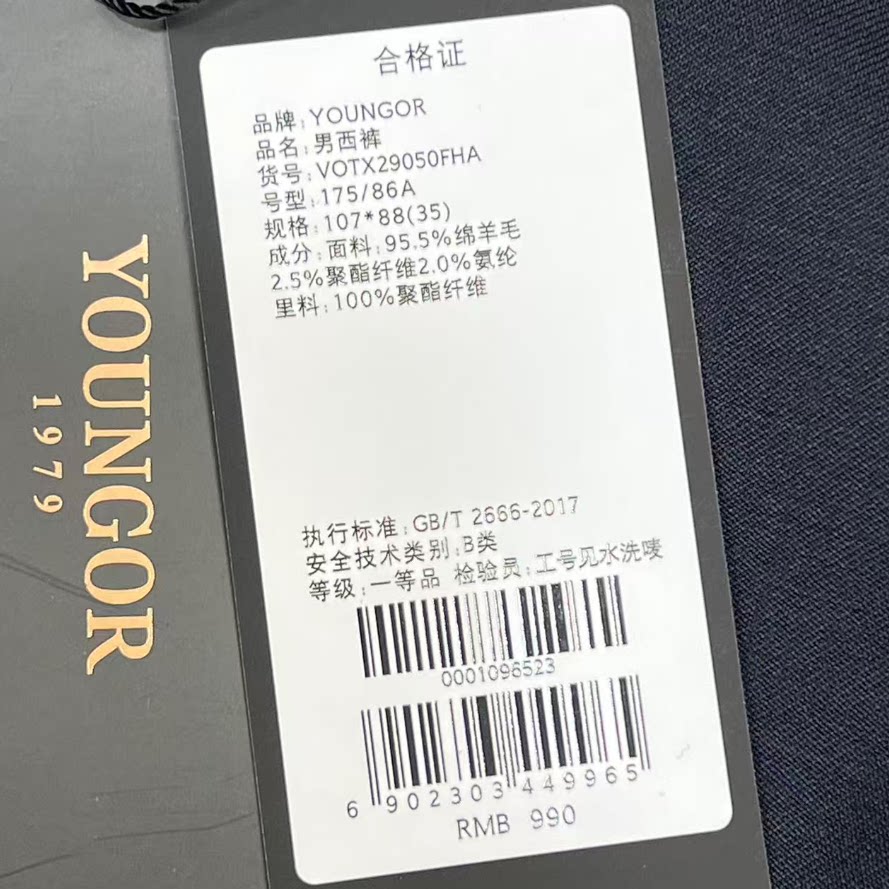 合格证
品牌:YOUNGOR
品名:男西裤
货号:VOTX29050FHA
号型:175/86A
规格:107*88(35)
成分:面料:95.5%绵羊毛
2.5%聚酯纤维2.0%氨纶
里料:100%聚酯纤维
执行标准:GB/T 2666-2017
安全技术类别:B类
等级:一等品 检验员:工号见水洗唛
0001096523
6 902303 449965
RMB 990
YOUNGOR
1979